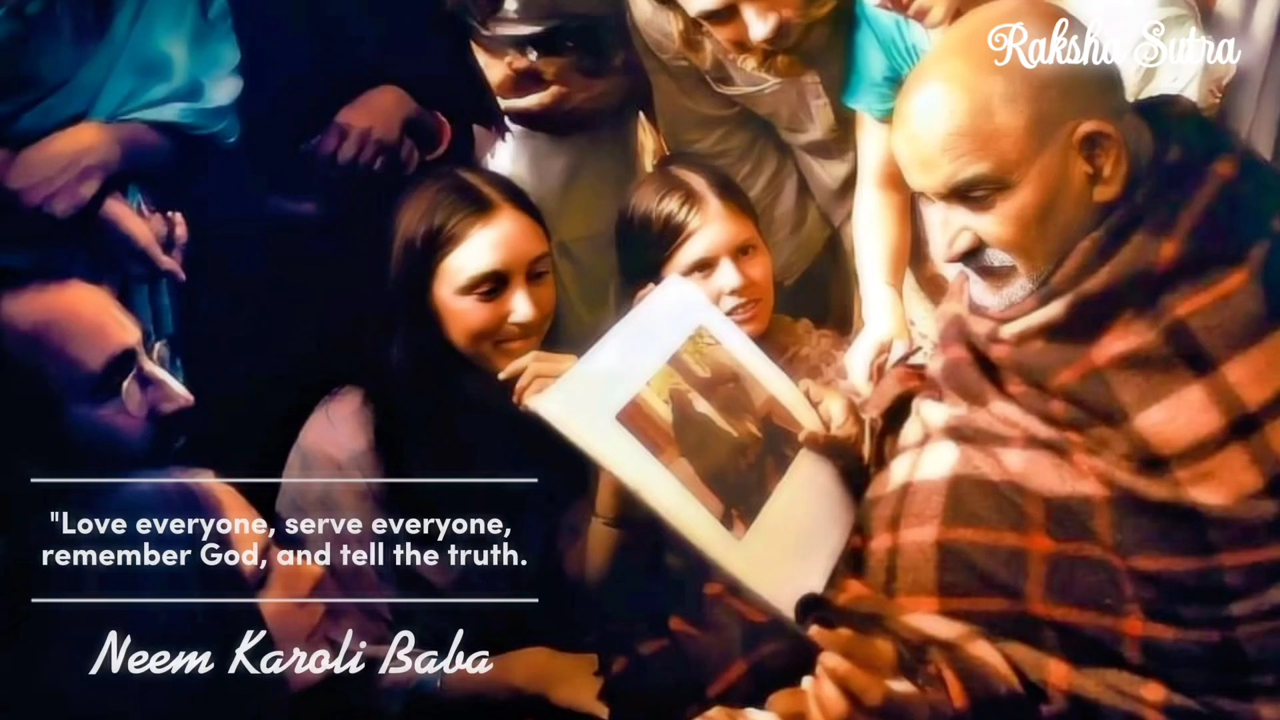 Raksha Sutra
"Love everyone, serve everyone,
remember God, and tell the truth.
Neem Karoli Baba